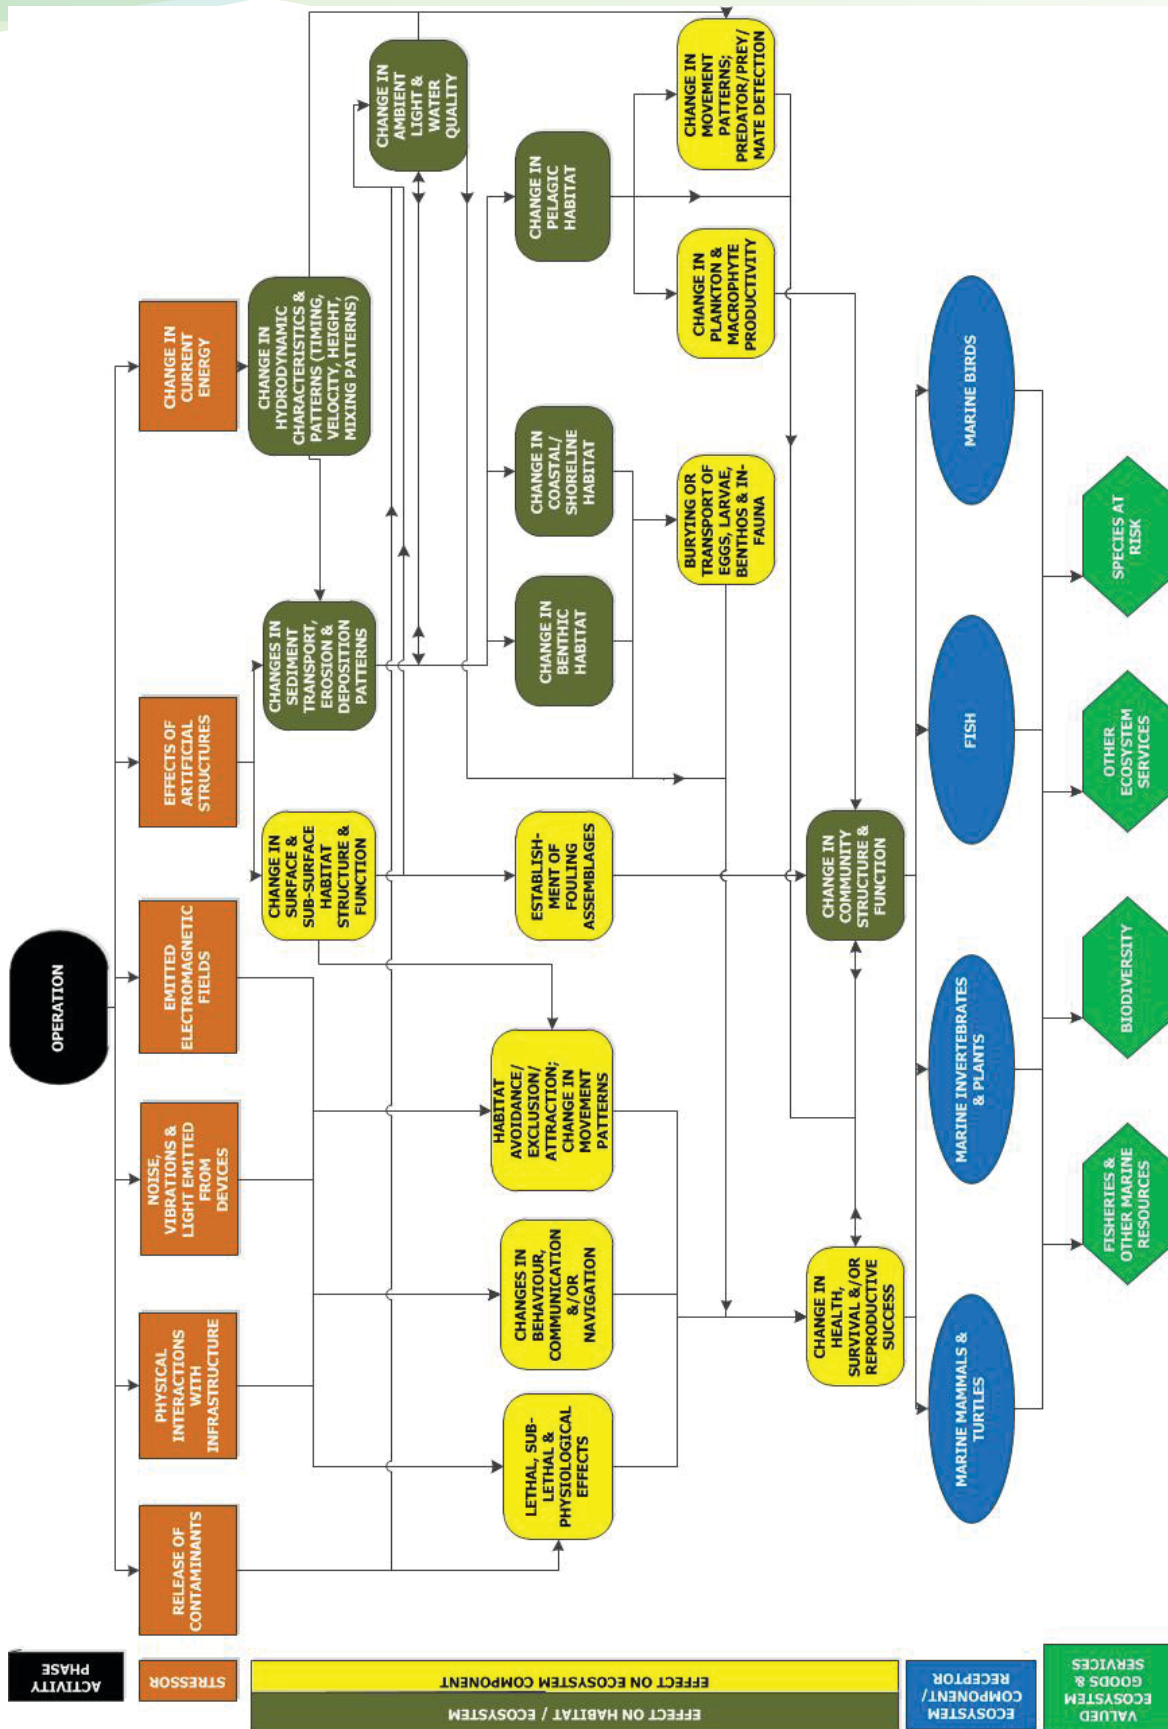 ACTIVITY
PHASE
STRESSOR
EFFECT ON ECOSYSTEM COMPONENT
EFFECT ON HABITAT / ECOSYSTEM
ECOSYSTEM
COMPONENT/
RECEPTOR
VALUED
ECOSYSTEM
GOODS &
SERVICES
OPERATION
RELEASE OF
CONTAMINANTS
PHYSICAL
INTERACTIONS
WITH
INFRASTRUCTURE
NOISE,
VIBRATIONS &
LIGHT EMITTED
FROM
DEVICES
EMITTED
ELECTROMAGNETIC
FIELDS
EFFECTS OF
ARTIFICIAL
STRUCTURES
CHANGE IN
CURRENT
ENERGY
CHANGE IN
SURFACE &
SUB-SURFACE
HABITAT
STRUCTURE &
FUNCTION
CHANGES IN
SEDIMENT
TRANSPORT,
EROSION &
DEPOSITION
PATTERNS
CHANGE IN
HYDRODYNAMIC
CHARACTERISTICS &
PATTERNS (TIMING,
VELOCITY, HEIGHT,
MIXING PATTERNS)
CHANGE IN
AMBIENT
LIGHT &
WATER
QUALITY
LETHAL, SUB-
LETHAL &
PHYSIOLOGICAL
EFFECTS
CHANGES IN
BEHAVIOUR,
COMMUNICATION
&/OR
NAVIGATION
HABITAT
AVOIDANCE/
EXCLUSION/
ATTRACTION;
CHANGE IN
MOVEMENT
PATTERNS
ESTABLISH-
MENT OF
FOULING
ASSEMBLAGES
CHANGE IN
BENTHIC
HABITAT
CHANGE IN
COASTAL/
SHORELINE
HABITAT
CHANGE IN
PELAGIC
HABITAT
BURYING OR
TRANSPORT OF
EGGS, LARVAE,
BENTHOS & IN-
FAUNA
CHANGE IN
PLANKTON &
MACROPHYTE
PRODUCTIVITY
CHANGE IN
MOVEMENT
PATTERNS;
PREDATOR/PREY/
MATE DETECTION
CHANGE IN
HEALTH,
SURVIVAL &/OR
REPRODUCTIVE
SUCCESS
CHANGE IN
COMMUNITY
STRUCTURE &
FUNCTION
MARINE MAMMALS &
TURTLES
MARINE INVERTEBRATES
& PLANTS
FISH
MARINE BIRDS
FISHERIES &
OTHER MARINE
RESOURCES
BIODIVERSITY
OTHER
ECOSYSTEM
SERVICES
SPECIES AT
RISK